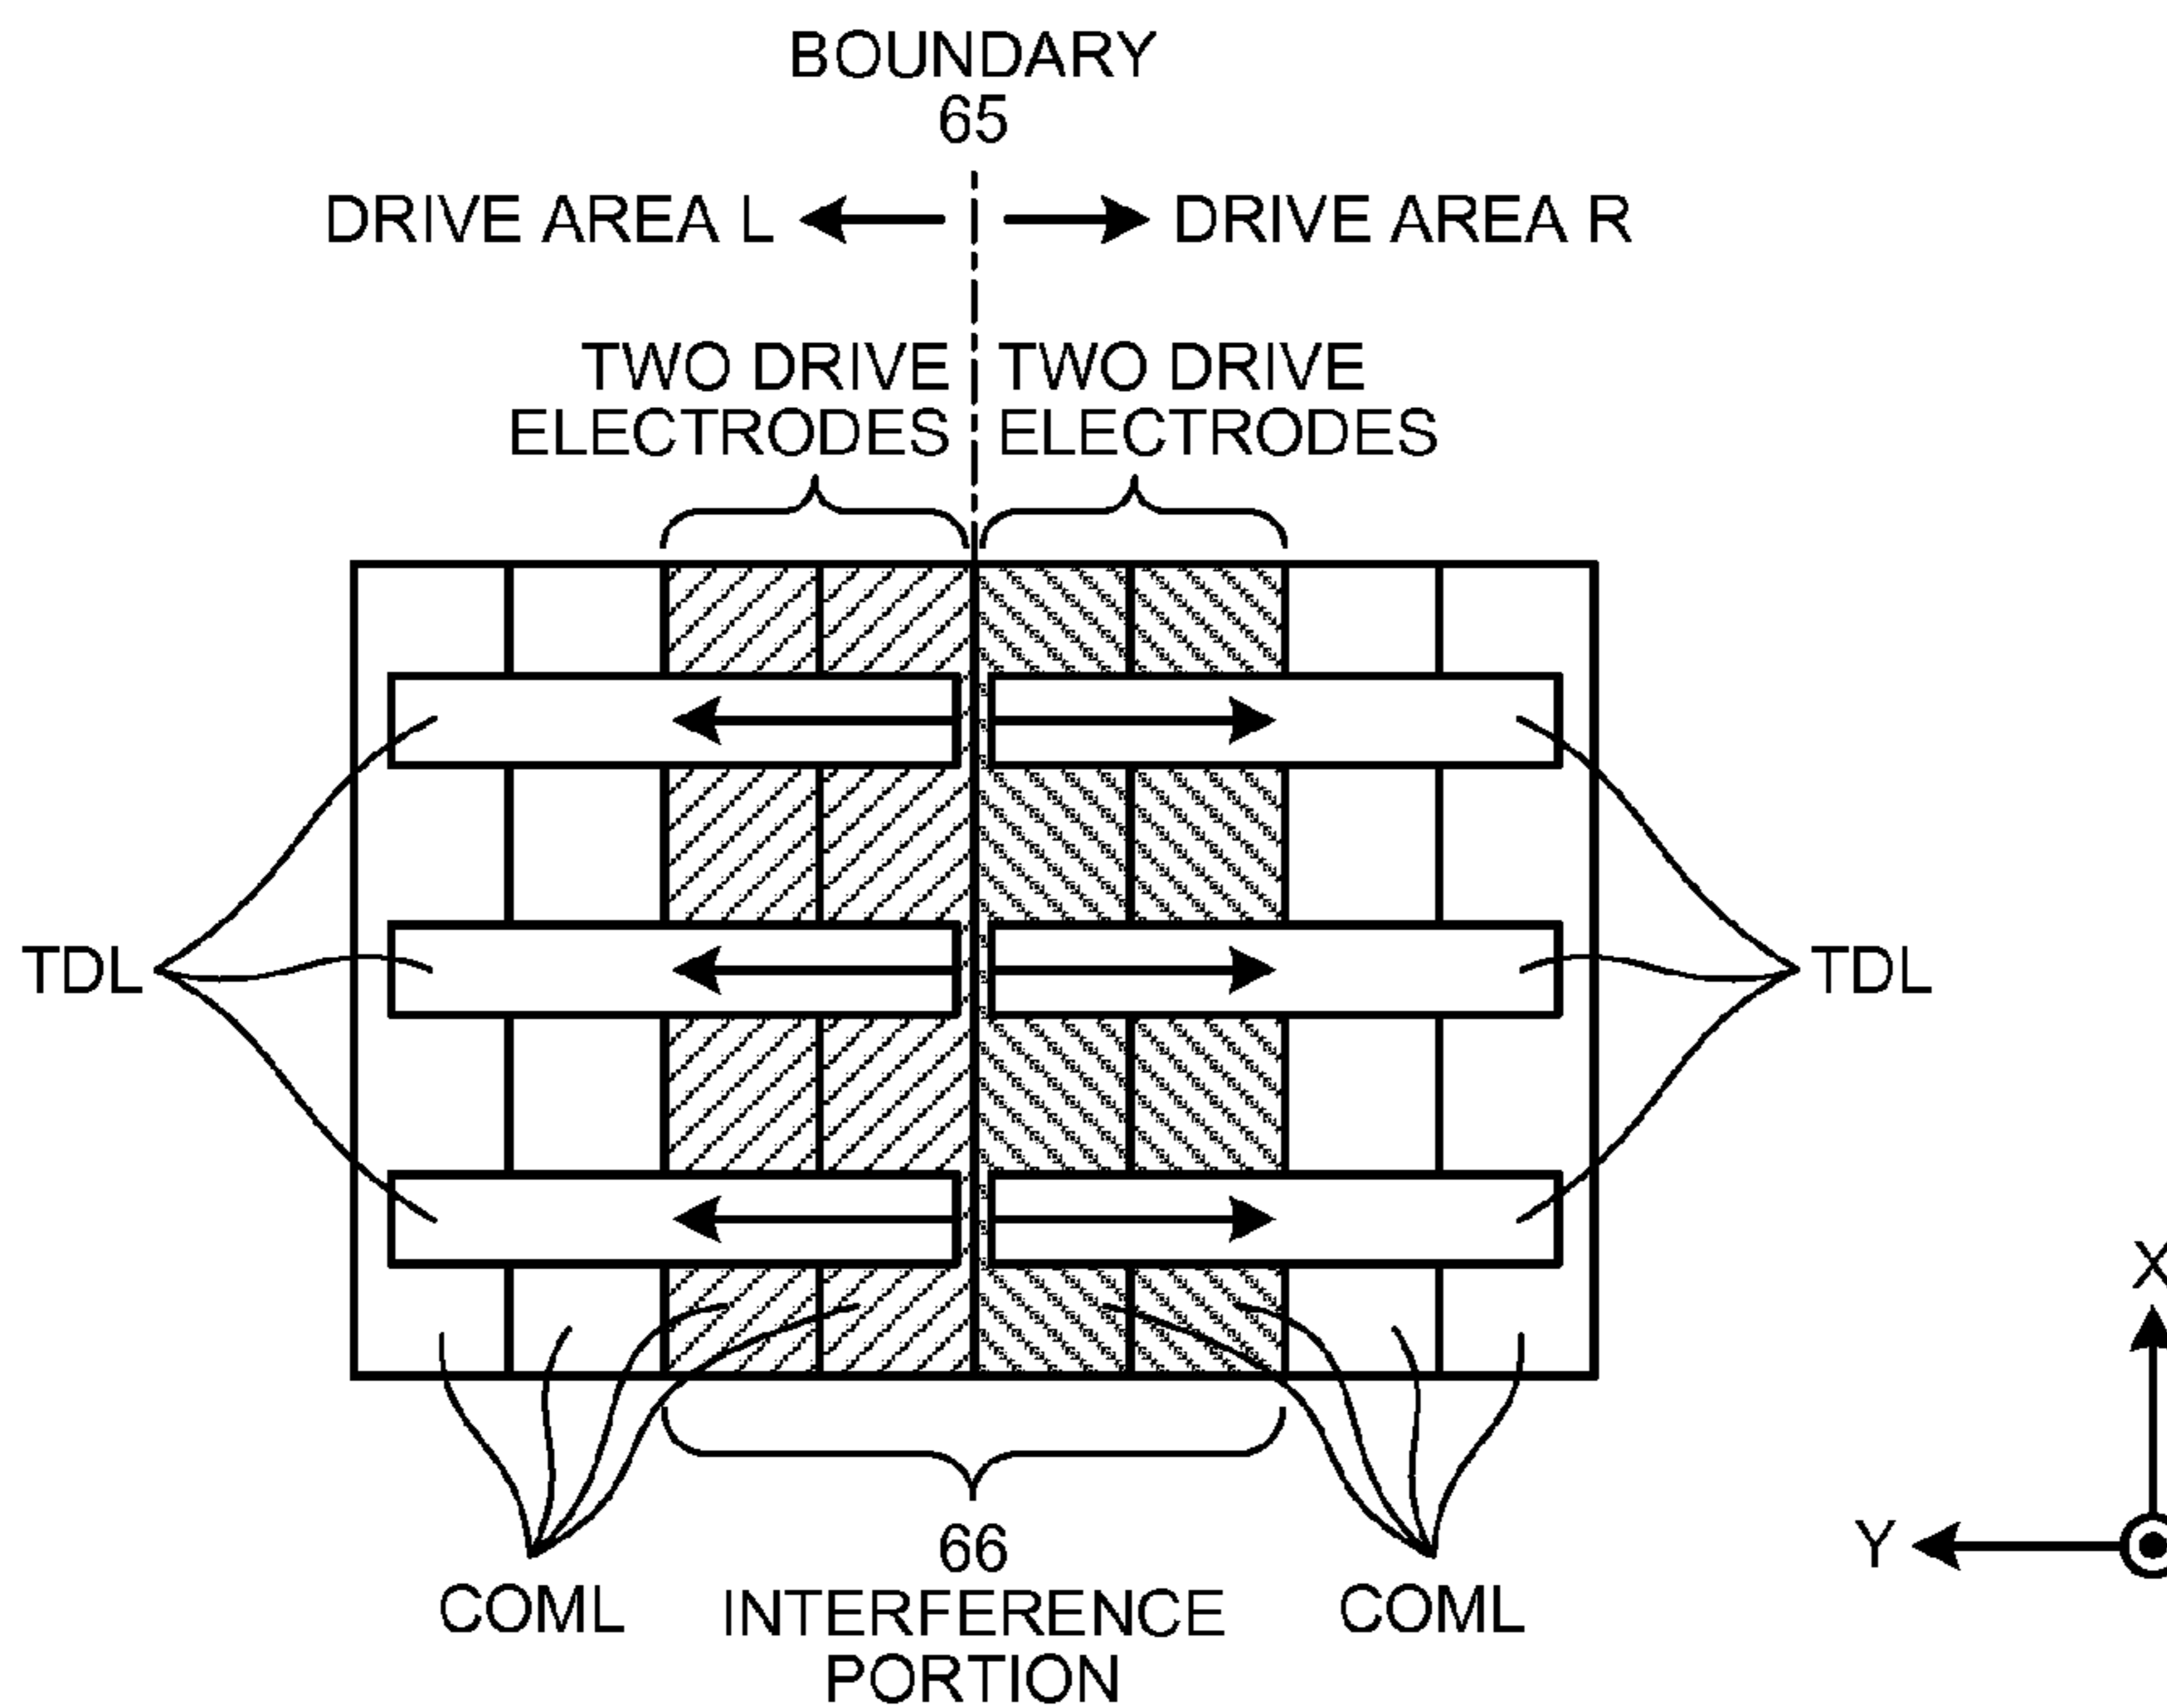 BOUNDARY
65
DRIVE AREA L
DRIVE AREA R
TWO DRIVE
ELECTRODES
TWO DRIVE
ELECTRODES
TDL
TDL
X
Y
COML
66
INTERFERENCE
PORTION
COML